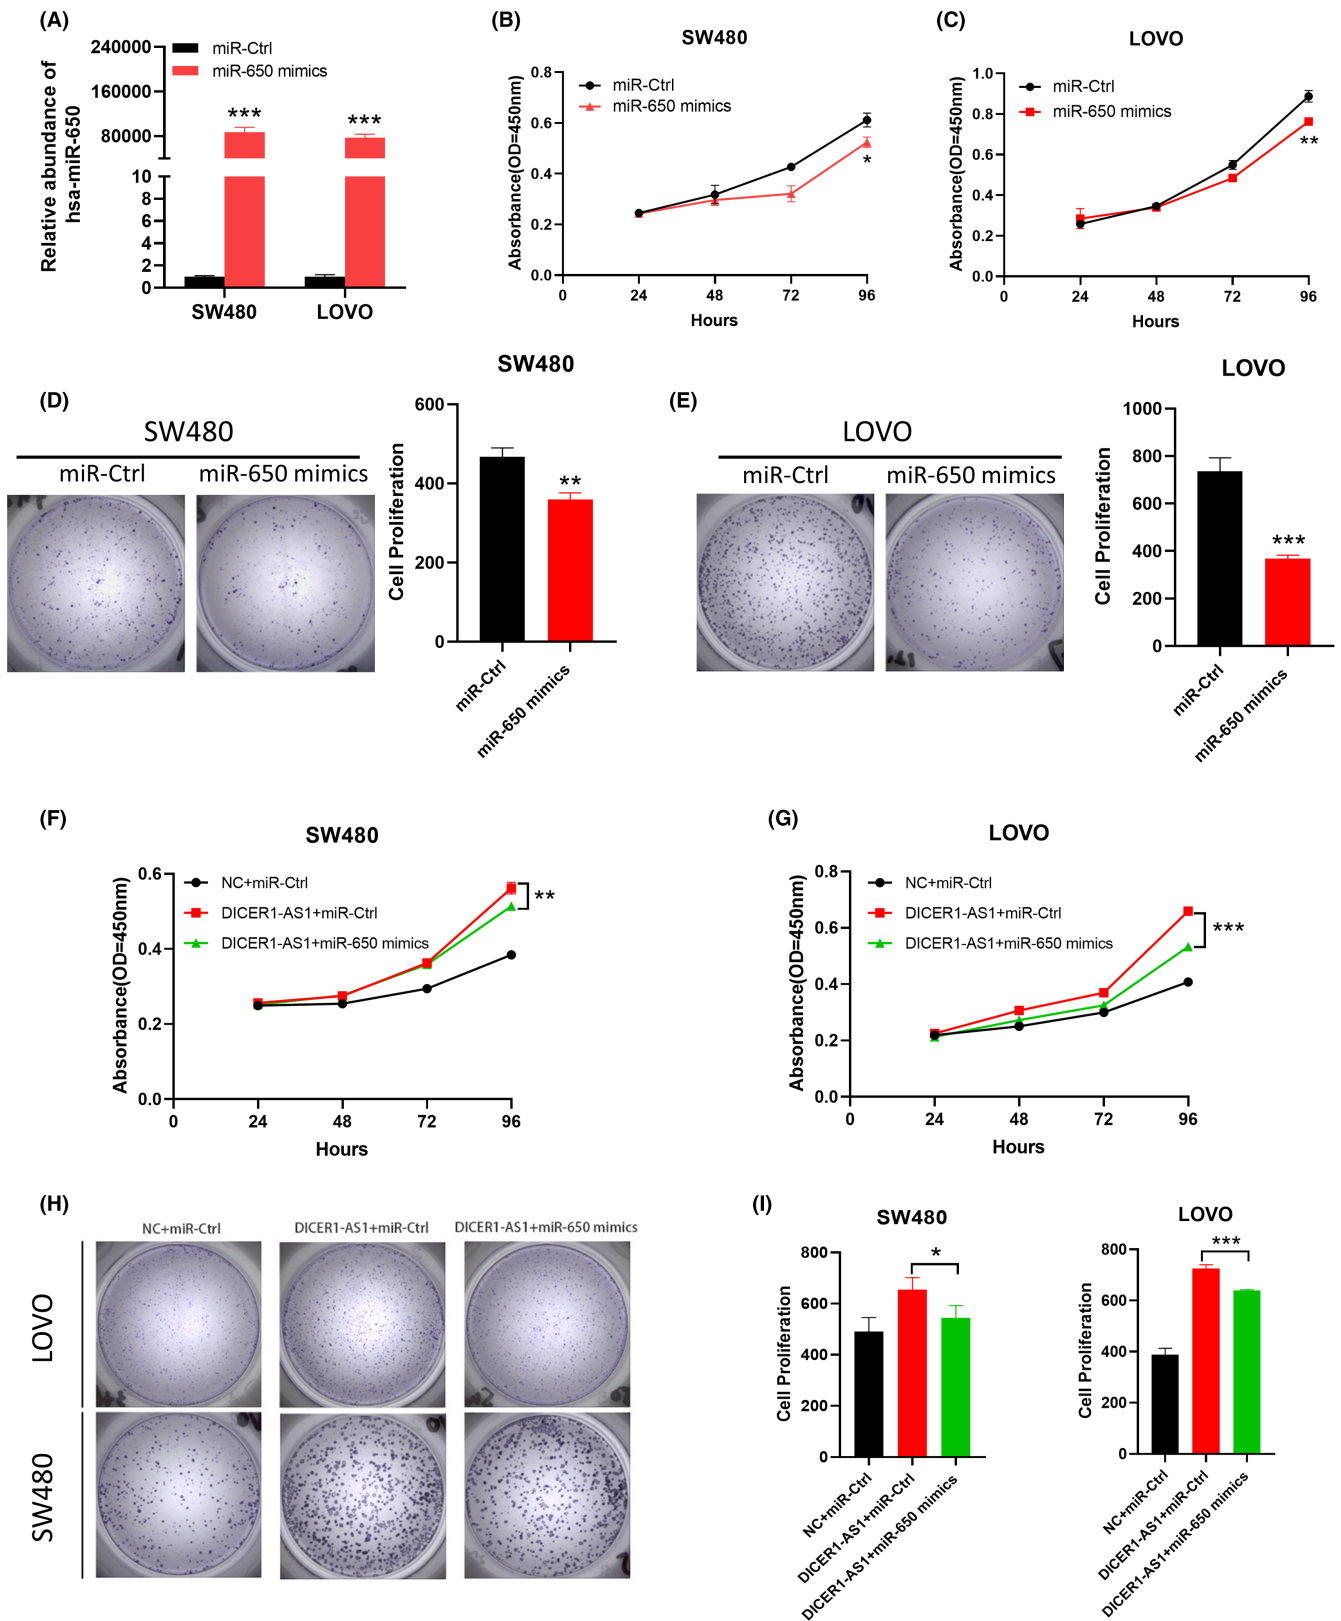 (A)
Relative abundance of
hsa-miR-650
240000
160000
80000
10
8
6
4
2
0
miR-Ctrl
miR-650 mimics
***
***
SW480
LOVO
(B)
SW480
Absorbance(OD=450nm)
0.8
0.6
0.4
0.2
0.0
miR-Ctrl
miR-650 mimics
*
0
24
48
72
96
Hours
(C)
LOVO
Absorbance(OD=450nm)
1.0
0.8
0.6
0.4
0.2
0.0
miR-Ctrl
miR-650 mimics
**
0
24
48
72
96
Hours
(D)
SW480
miR-Ctrl
miR-650 mimics
SW480
Cell Proliferation
600
400
200
0
**
miR-Ctrl
miR-650 mimics
(E)
LOVO
miR-Ctrl
miR-650 mimics
LOVO
Cell Proliferation
1000
800
600
400
200
0
***
miR-Ctrl
miR-650 mimics
(F)
SW480
Absorbance(OD=450nm)
0.6
0.4
0.2
0.0
NC+miR-Ctrl
DICER1-AS1+miR-Ctrl
DICER1-AS1+miR-650 mimics
**
0
24
48
72
96
Hours
(G)
LOVO
Absorbance(OD=450nm)
0.8
0.6
0.4
0.2
0.0
NC+miR-Ctrl
DICER1-AS1+miR-Ctrl
DICER1-AS1+miR-650 mimics
***
0
24
48
72
96
Hours
(H)
NC+miR-Ctrl
DICER1-AS1+miR-Ctrl
DICER1-AS1+miR-650 mimics
LOVO
SW480
(I)
SW480
Cell Proliferation
800
600
400
200
0
*
NC+miR-Ctrl
DICER1-AS1+miR-Ctrl
DICER1-AS1+miR-650 mimics
LOVO
Cell Proliferation
800
600
400
200
0
***
NC+miR-Ctrl
DICER1-AS1+miR-Ctrl
DICER1-AS1+miR-650 mimics